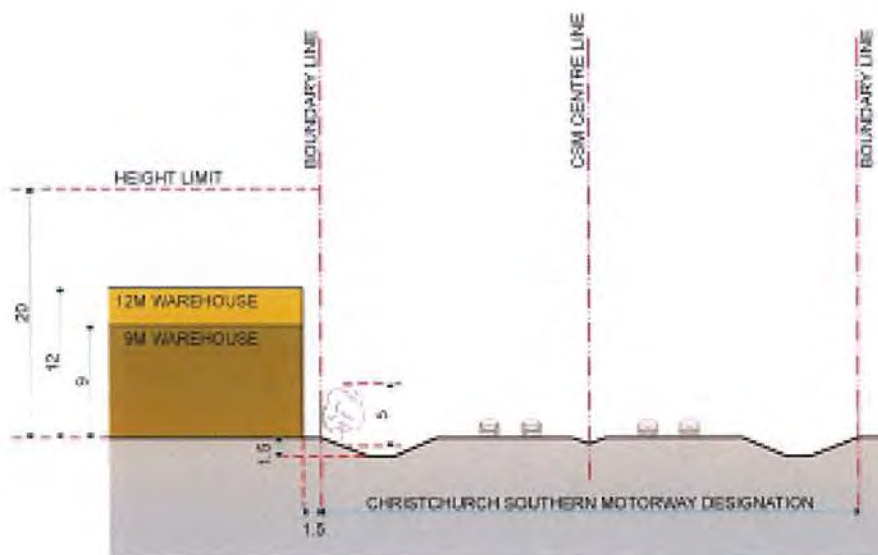 BOUNDARY LINE
CSM CENTRE LINE
BOUNDARY LINE
HEIGHT LIMIT
20
12
9
12M WAREHOUSE
9M WAREHOUSE
5
1.5
CHRISTCHURCH SOUTHERN MOTORWAY DESIGNATION
1.5